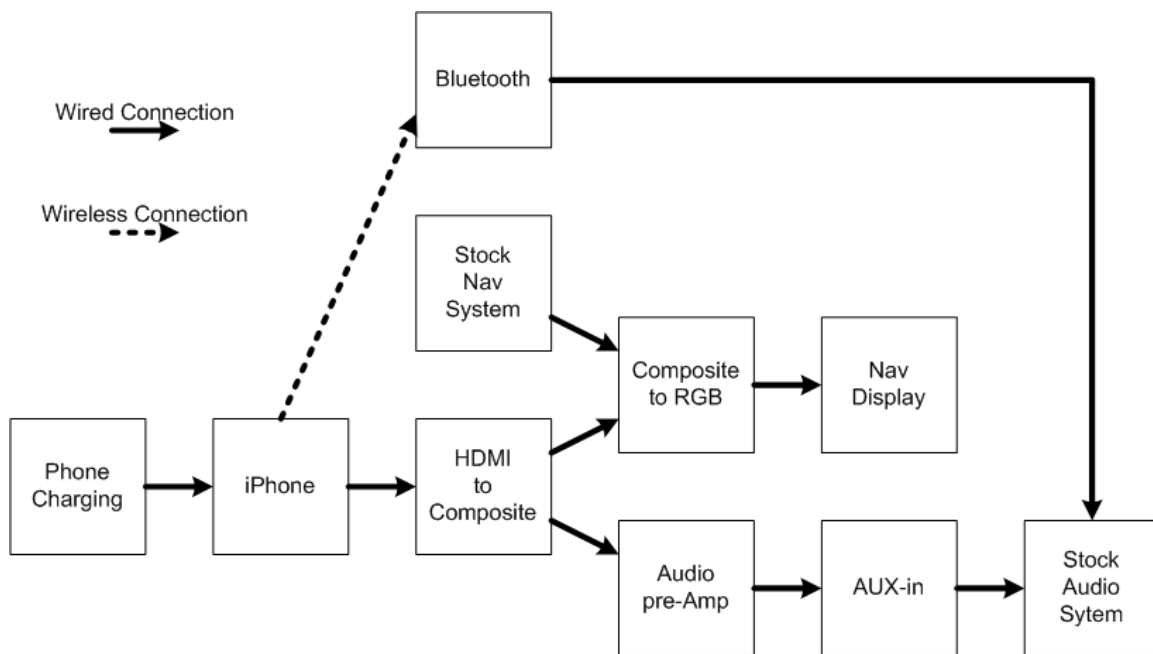 Bluetooth
Wired Connection
Wireless Connection
Stock
Nav
System
Composite
to RGB
Nav
Display
Phone
Charging
iPhone
HDMI
to
Composite
Audio
pre-Amp
AUX-in
Stock
Audio
Sytem